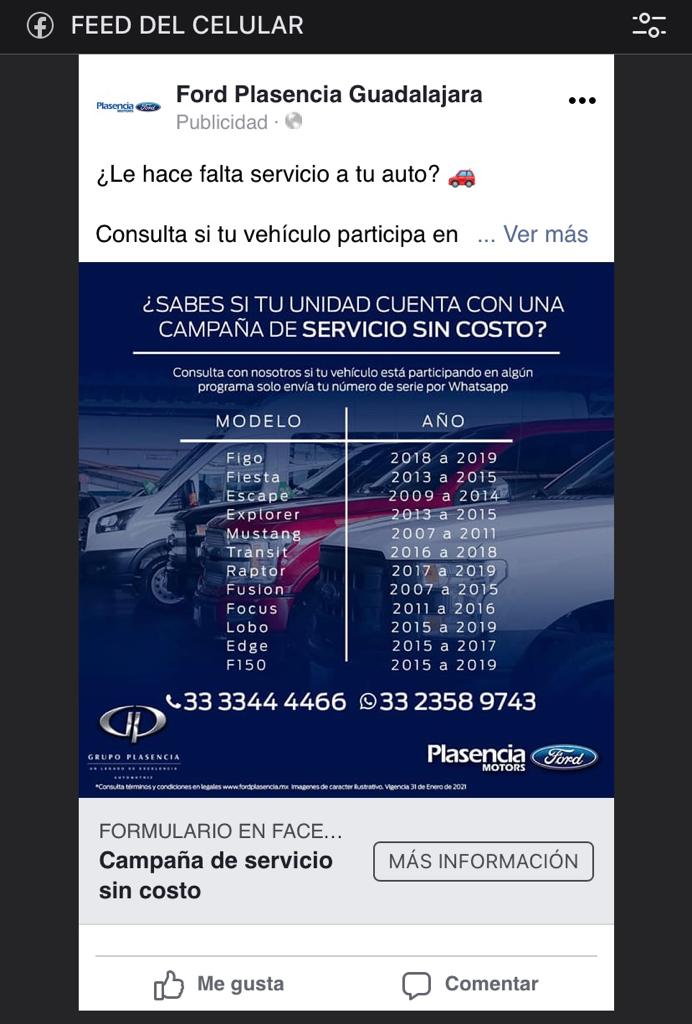 FEED DEL CELULAR
Plasencia Ford
MOTORS
Ford Plasencia Guadalajara
Publicidad ·
¿Le hace falta servicio a tu auto? 🚗
Consulta si tu vehículo participa en ... Ver más
¿SABES SI TU UNIDAD CUENTA CON UNA
CAMPAÑA DE SERVICIO SIN COSTO?
Consulta con nosotros si tu vehículo está participando en algún
programa solo envía tu número de serie por Whatsapp
MODELO AÑO
Figo 2018 a 2019
Fiesta 2013 a 2015
Escape 2009 a 2014
Explorer 2013 a 2015
Mustang 2007 a 2011
Transit 2016 a 2018
Raptor 2017 a 2019
Fusion 2007 a 2015
Focus 2011 a 2016
Lobo 2015 a 2019
Edge 2015 a 2017
F150 2015 a 2019
33 3344 4466 33 2358 9743
GRUPO PLASENCIA
UN LEGADO DE EXCELENCIA
AUTOMOTRIZ
Plasencia Ford
MOTORS
*Consulta términos y condiciones en legales www.fordplasencia.mx Imagenes de caracter ilustrativo. Vigencia 31 de Enero de 2021
FORMULARIO EN FACE...
Campaña de servicio
sin costo
MÁS INFORMACIÓN
Me gusta Comentar